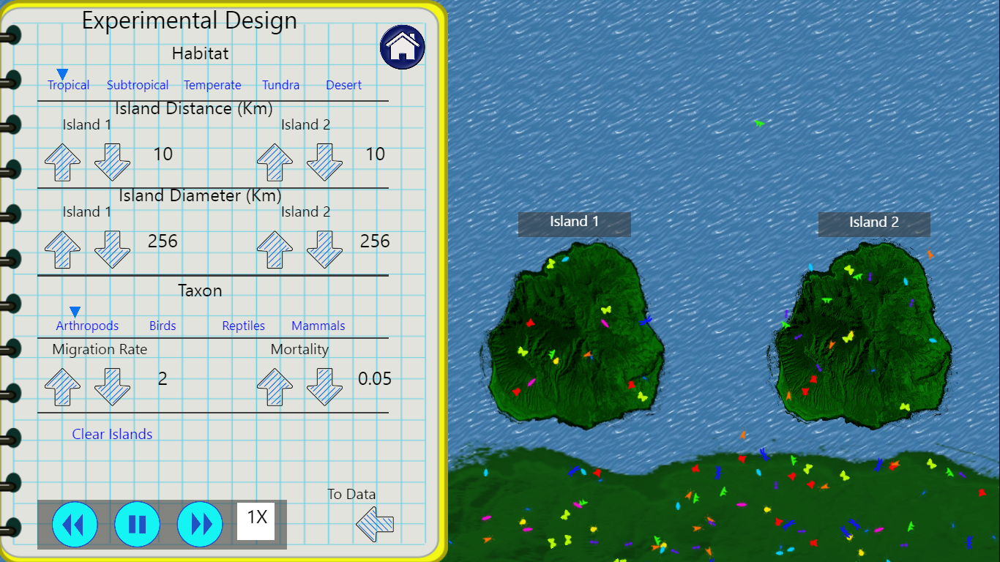 Experimental Design
Habitat
Tropical Subtropical Temperate Tundra Desert
Island Distance (Km)
Island 1 Island 2
10 10
Island Diameter (Km)
Island 1 Island 2
256 256
Taxon
Arthropods Birds Reptiles Mammals
Migration Rate Mortality
2 0.05
Clear Islands
To Data
1X
Island 1
Island 2